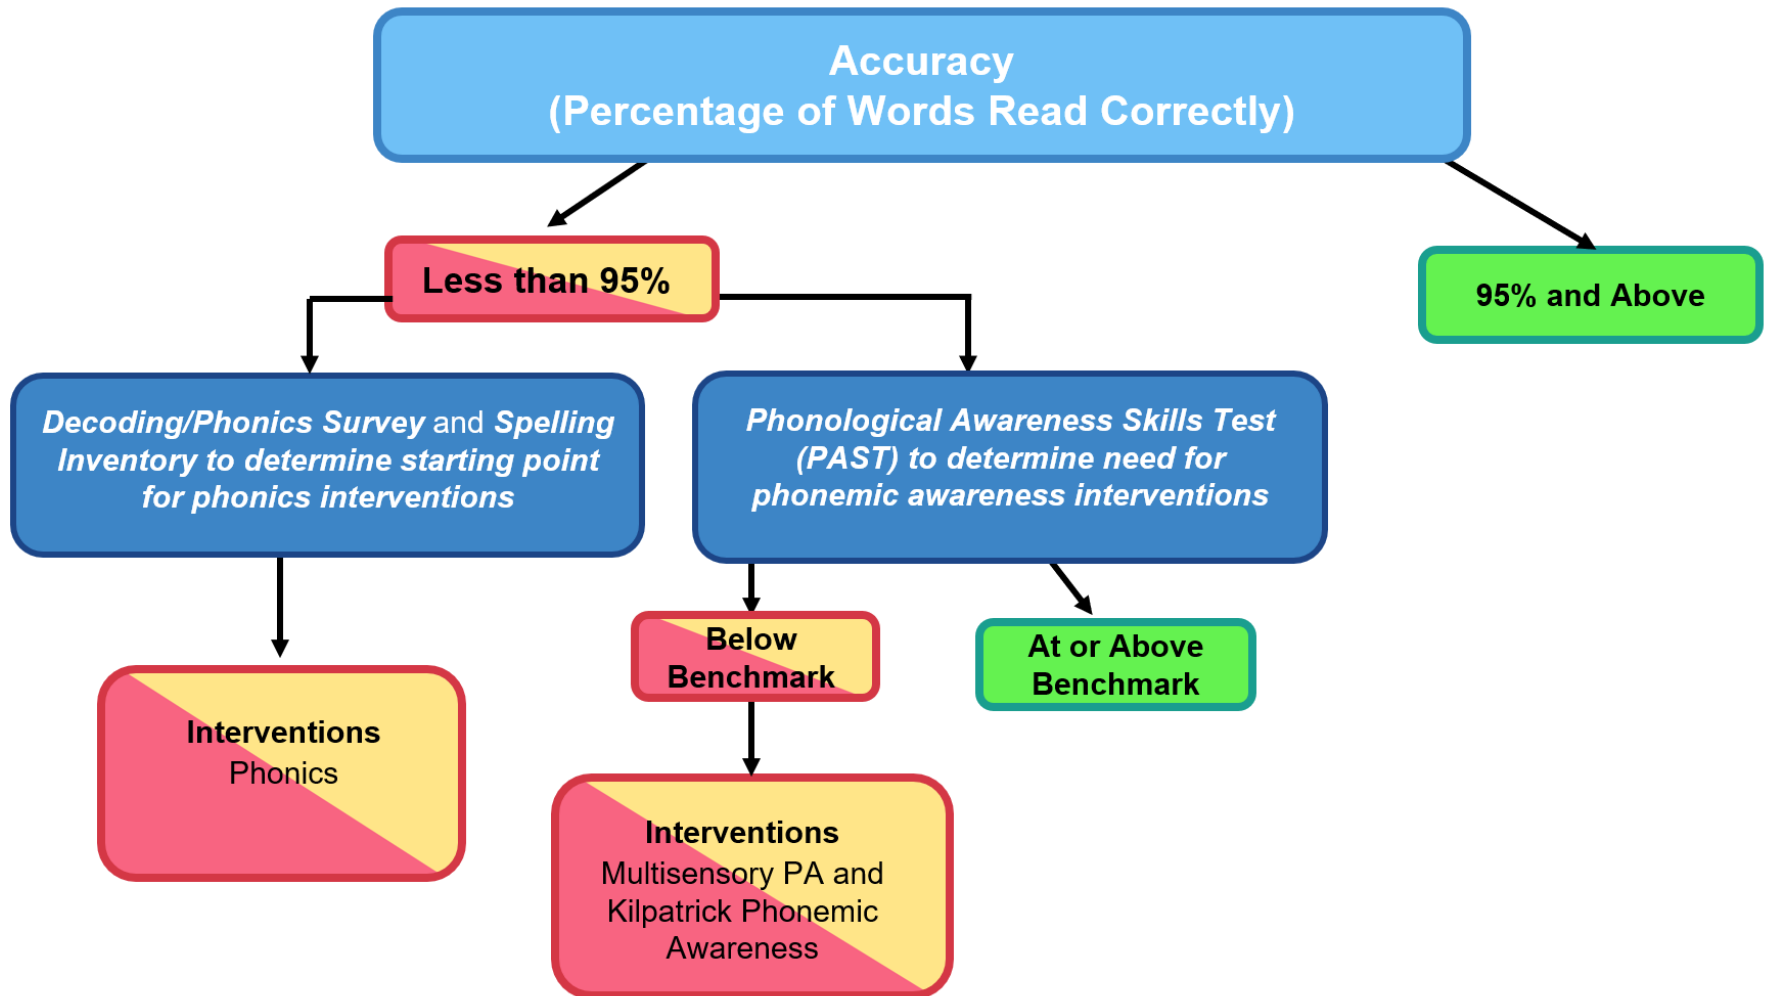 Accuracy
(Percentage of Words Read Correctly)
Less than 95%
95% and Above
Decoding/Phonics Survey and Spelling
Inventory to determine starting point
for phonics interventions
Phonological Awareness Skills Test
(PAST) to determine need for
phonemic awareness interventions
Below
Benchmark
At or Above
Benchmark
Interventions
Phonics
Interventions
Multisensory PA and
Kilpatrick Phonemic
Awareness